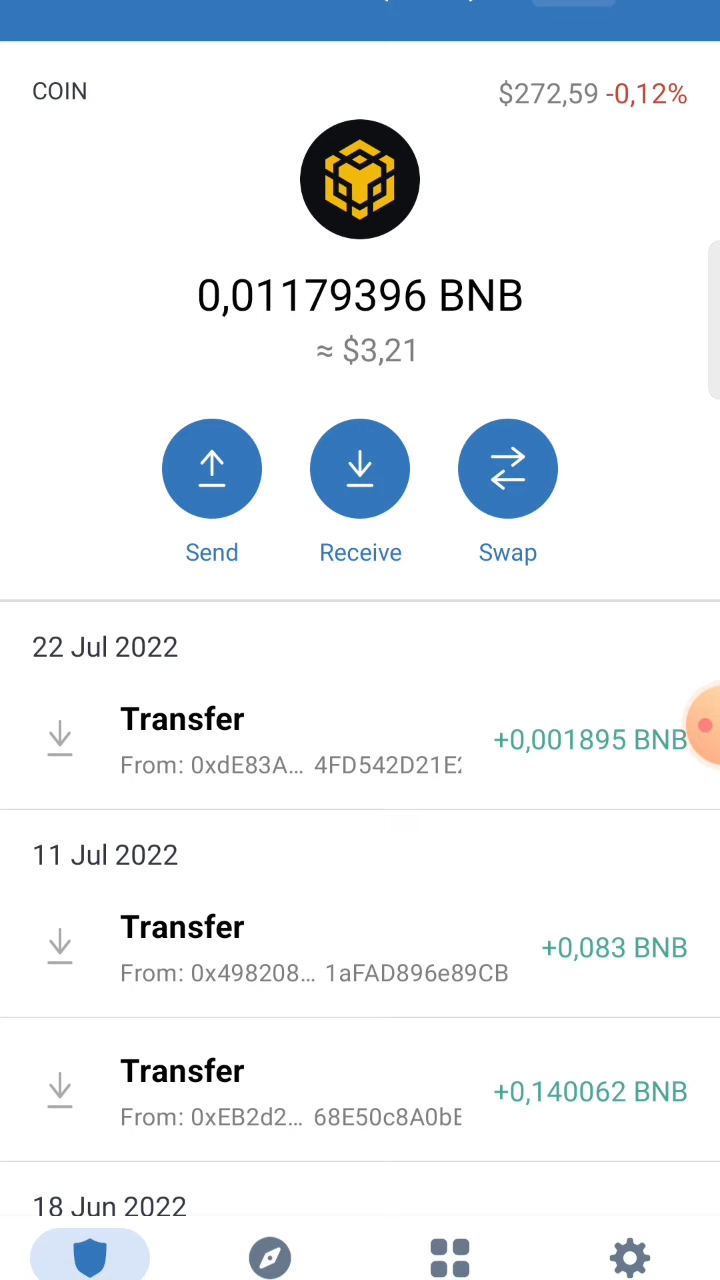 COIN
$272,59 -0,12%
0,01179396 BNB
≈ $3,21
Send
Receive
Swap
22 Jul 2022
Transfer
+0,001895 BNB
From: 0xdE83A... 4FD542D21E
11 Jul 2022
Transfer
+0,083 BNB
From: 0x498208... 1aFAD896e89CB
Transfer
+0,140062 BNB
From: 0xEB2d2... 68E50c8A0b
18 Jun 2022